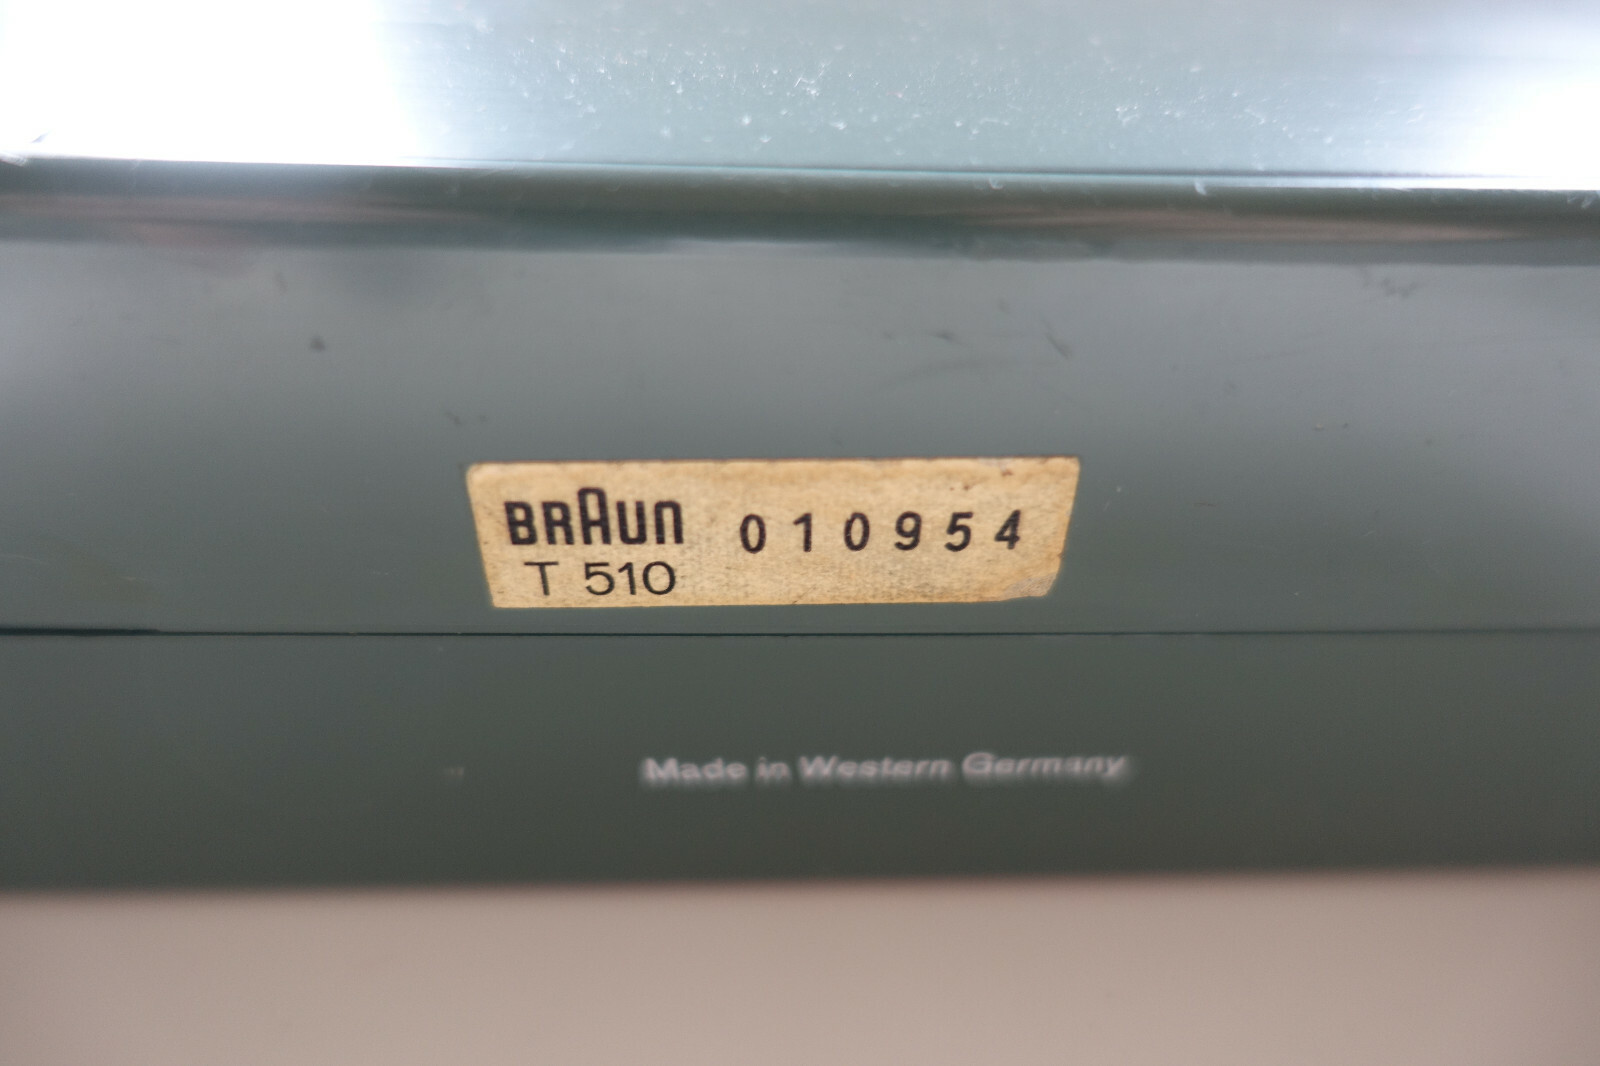 BRAUN 010954
T 510
Made in Western Germany